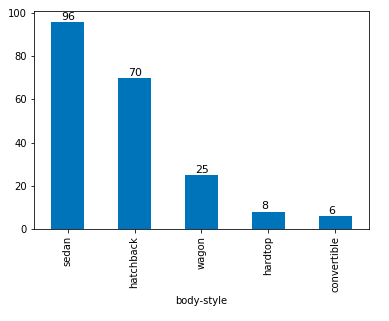 100
80
60
40
20
0
96
70
25
8
6
sedan
hatchback
wagon
hardtop
convertible
body-style